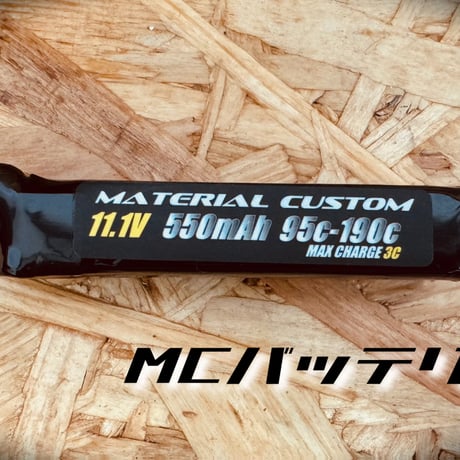 MATERIAL CUSTOM
11.1V 550mAh 95c-190c
MAX CHARGE 3C
MCバッテリ